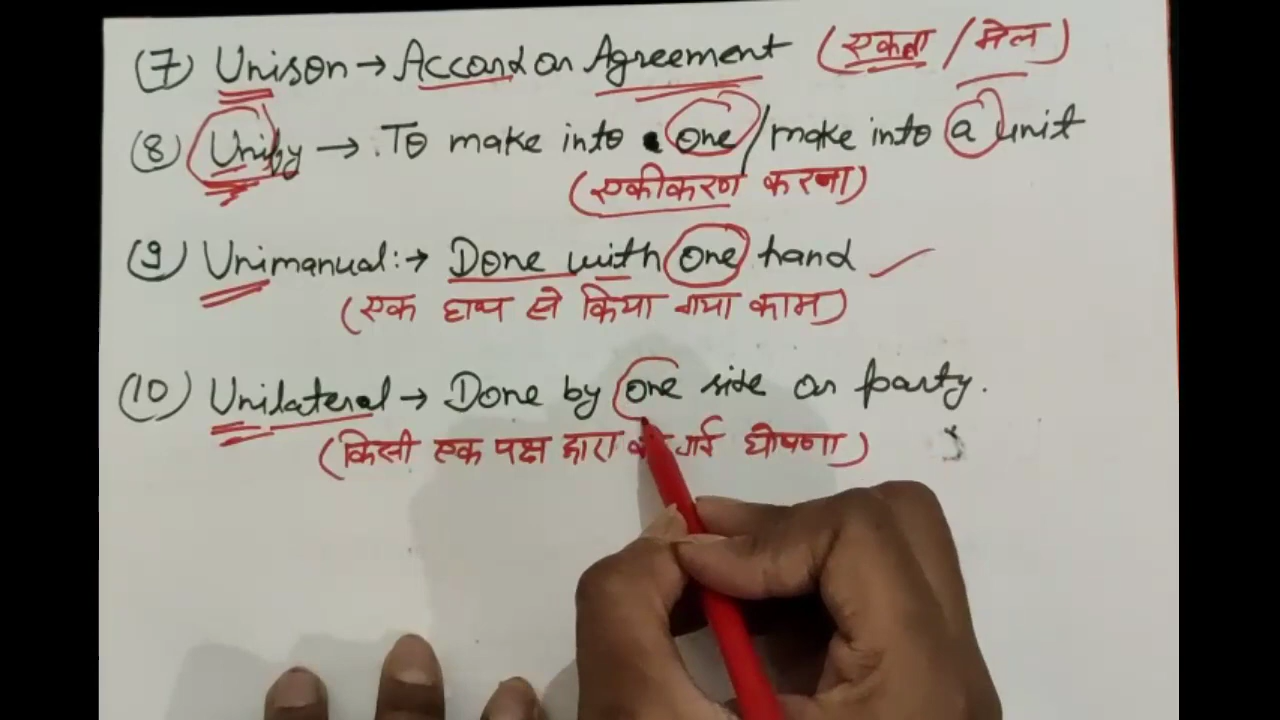 (7) Unison → Accord or Agreement (एकता / मेल)
(8) Unify → To make into one / make into a unit
(एकीकरण करना)
(9) Unimanual :→ Done with one hand
(एक हाथ से किया गया काम)
(10) Unilateral → Done by one side or party.
(किसी एक पक्ष द्वारा गई घोषणा)